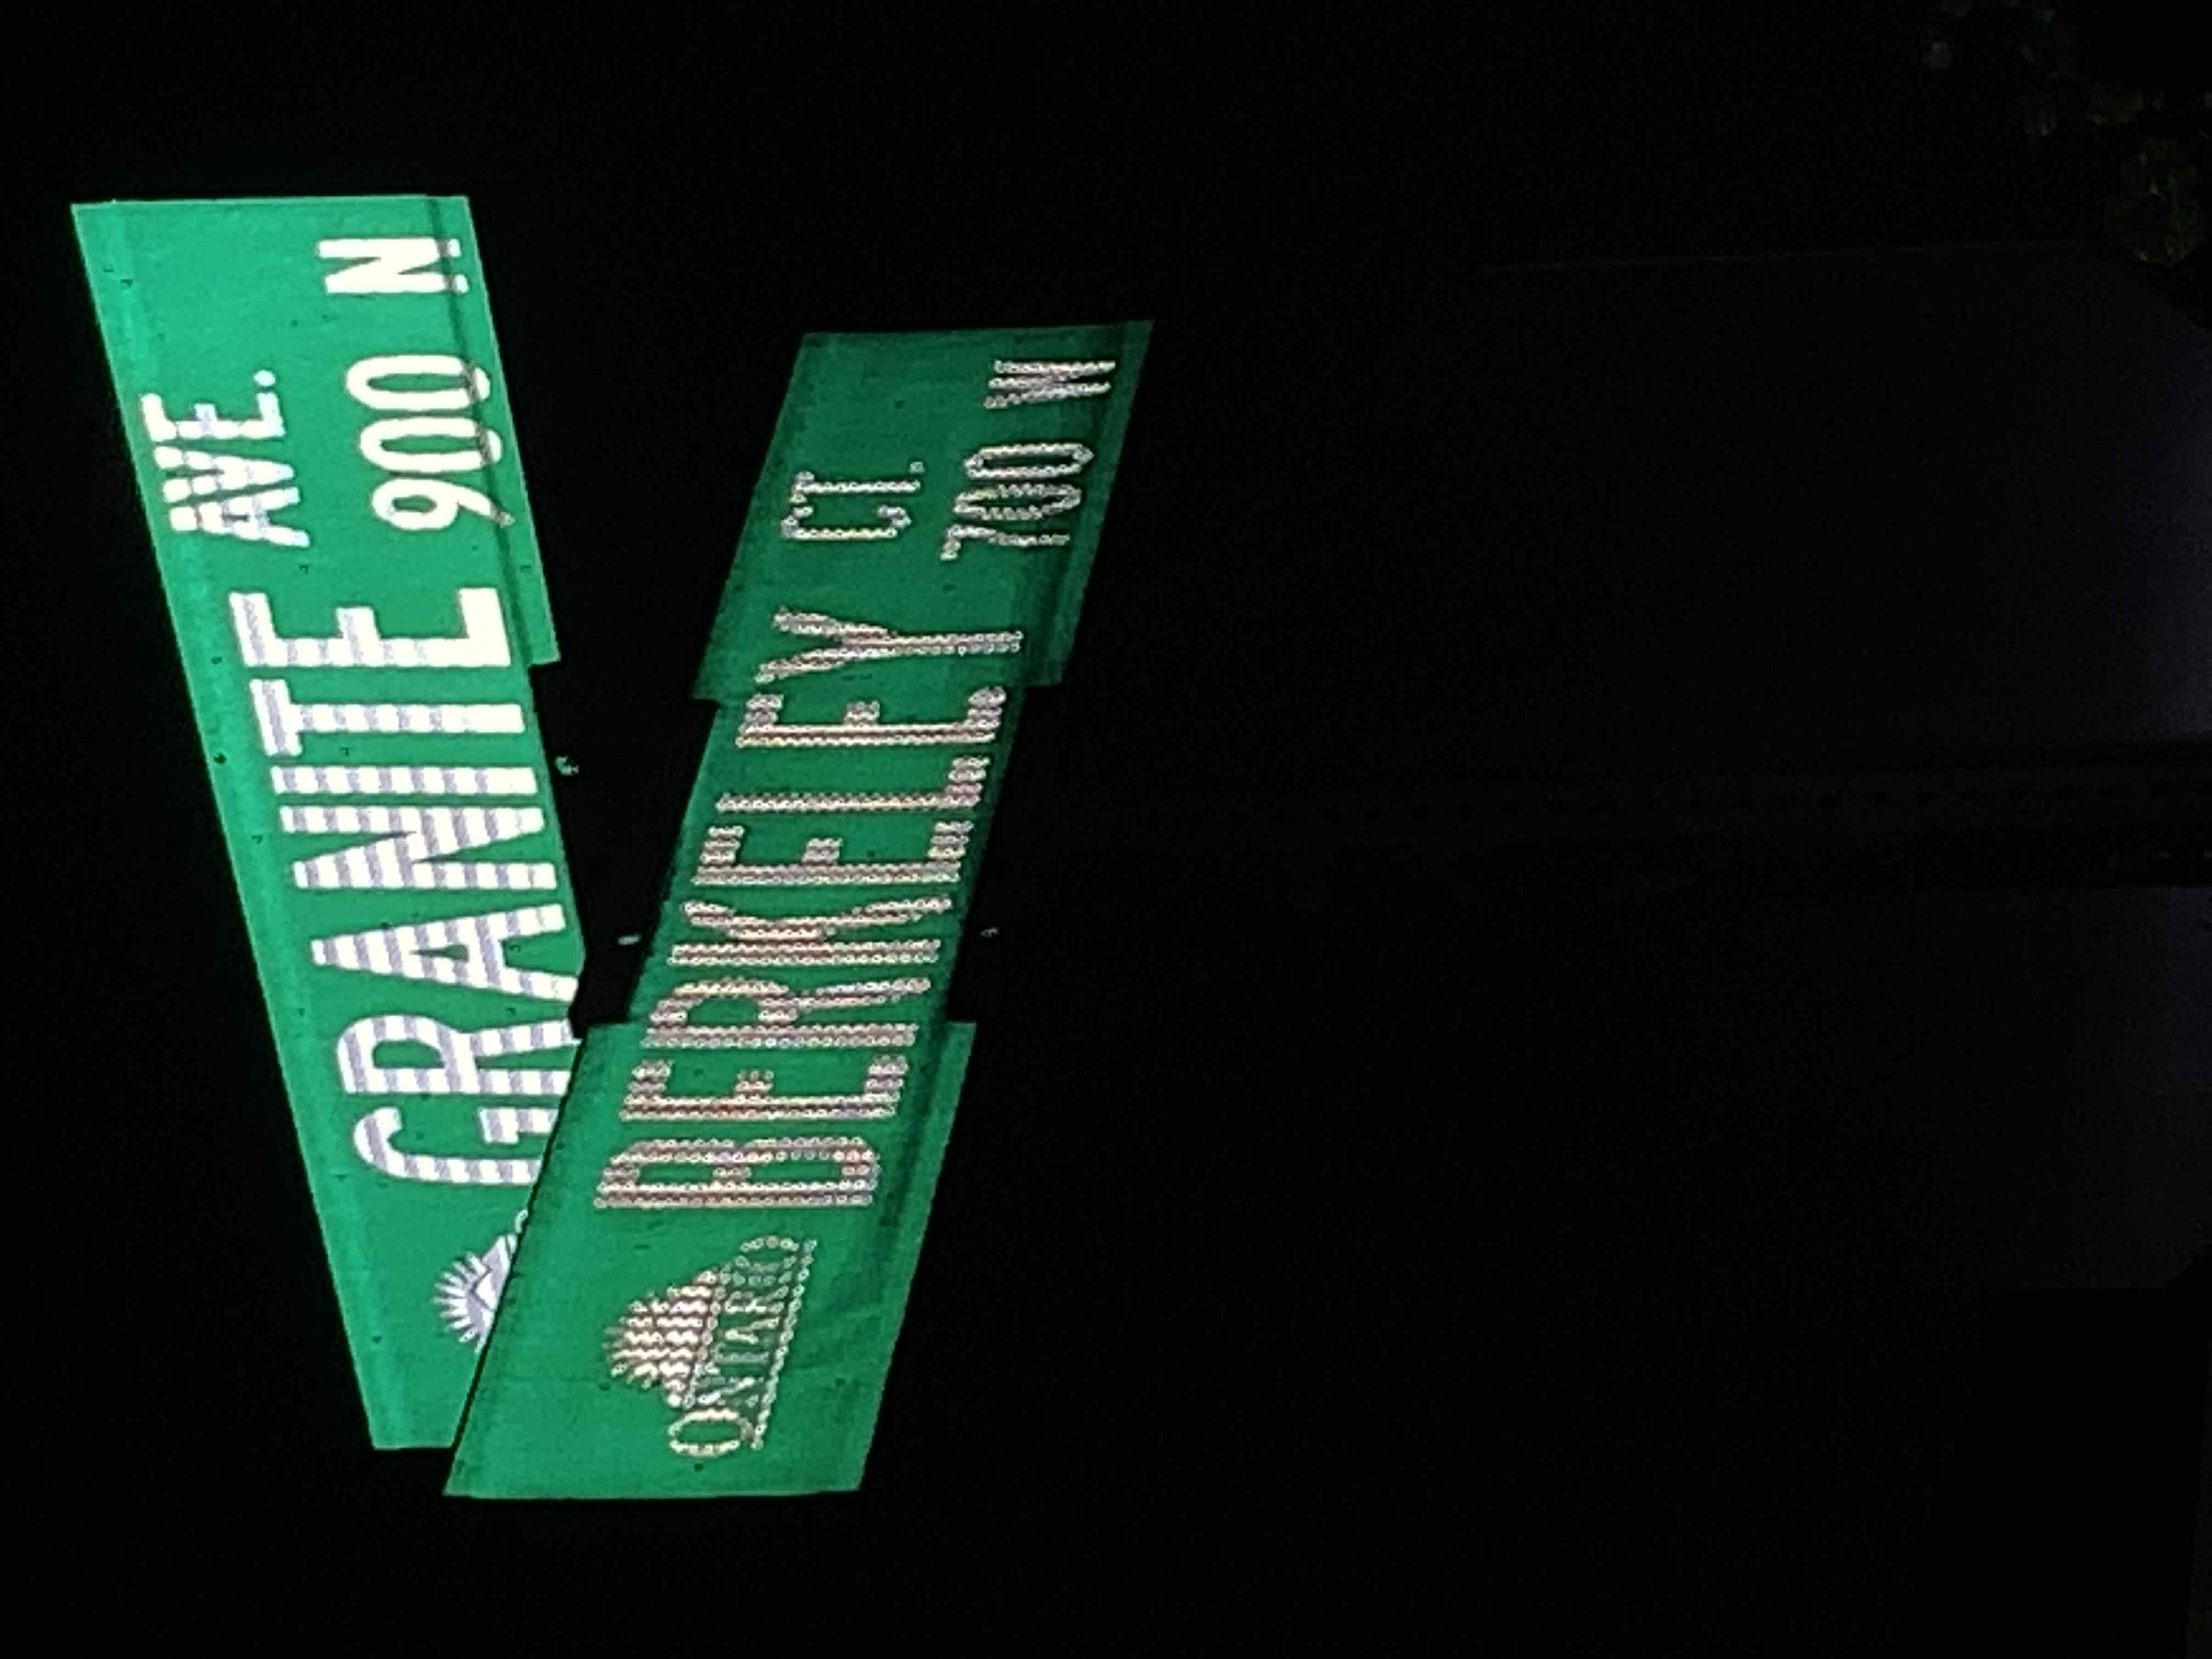 GRANITE AVE.
900 N
ONTARIO
BERKELEY CT.
700 W